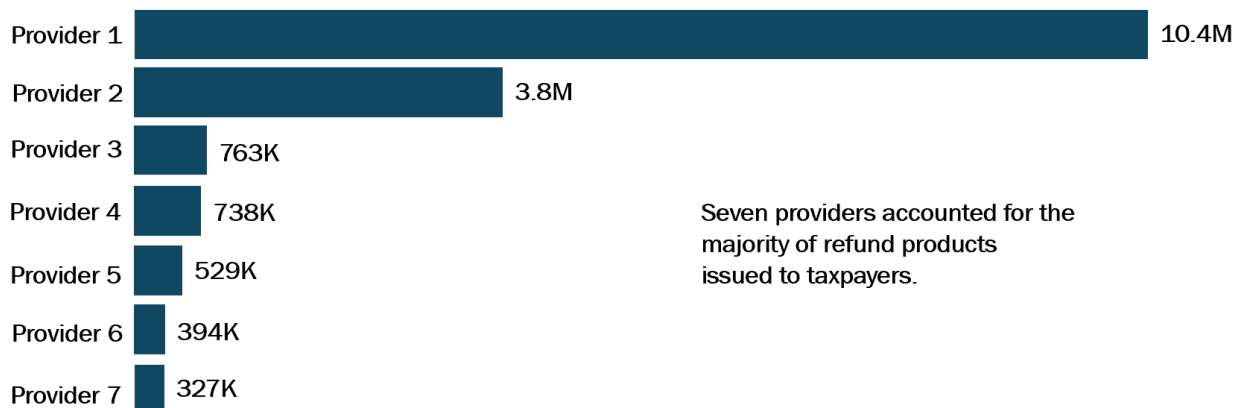 Provider 1 10.4M
Provider 2 3.8M
Provider 3 763K
Provider 4 738K
Provider 5 529K
Provider 6 394K
Provider 7 327K
Seven providers accounted for the
majority of refund products
issued to taxpayers.